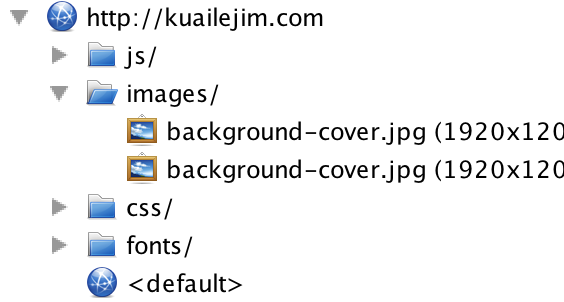 http://kuailejim.com
js/
images/
background-cover.jpg (1920x120
background-cover.jpg (1920x120
css/
fonts/
<default>